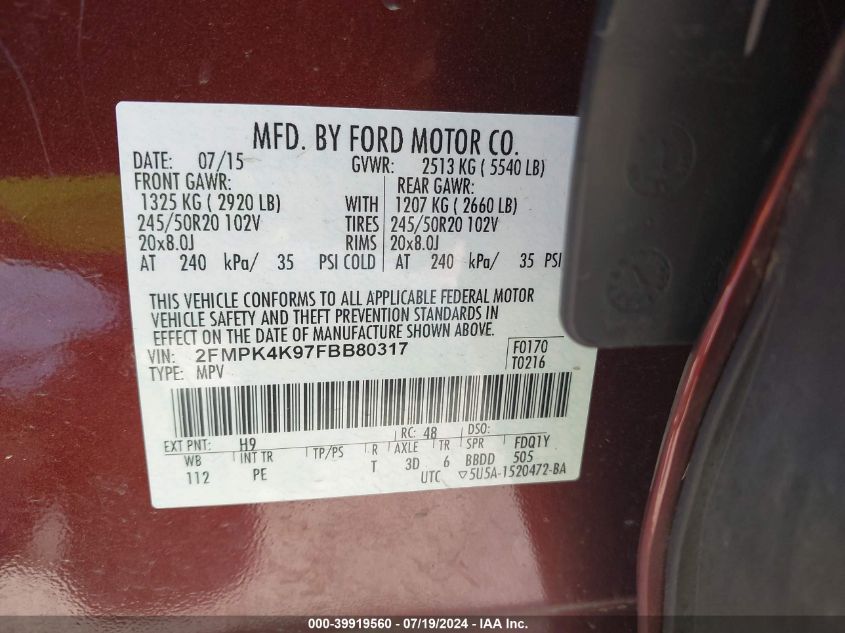 MFD. BY FORD MOTOR CO.
DATE: 07/15 GVWR: 2513 KG ( 5540 LB)
FRONT GAWR: REAR GAWR:
1325 KG ( 2920 LB) WITH 1207 KG ( 2660 LB)
245/50R20 102V TIRES 245/50R20 102V
20x8.0J RIMS 20x8.0J
AT 240 kPa/ 35 PSI COLD AT 240 kPa/ 35 PSI
THIS VEHICLE CONFORMS TO ALL APPLICABLE FEDERAL MOTOR
VEHICLE SAFETY AND THEFT PREVENTION STANDARDS IN
EFFECT ON THE DATE OF MANUFACTURE SHOWN ABOVE.
VIN: 2FMPK4K97FBB80317 F0170
TYPE: MPV T0216
EXT PNT: H9 RC: 48 DSO:
WB INT TR TP/PS R AXLE TR SPR FDQ1Y
112 PE T 3D 6 BBDD 505
UTC ▽5U5A-1520472-BA
000-39919560 - 07/19/2024 - IAA Inc.